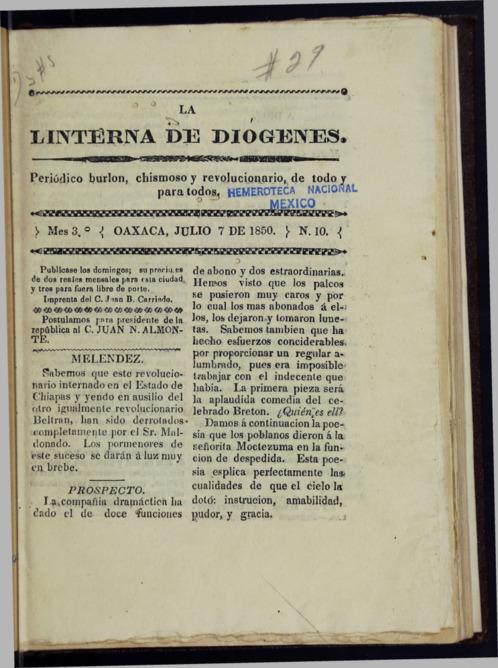 #29
LA
LINTERNA DE DIÓGENES.
Periódico burlon, chismoso y revolucionario, de todo y
para todos.
HEMEROTECA NACIONAL
MEXICO
} Mes 3.º { OAXACA, JULIO 7 DE 1850. } N. 10. {
Publícase los domingos; su precio es
de dos reales mensales para esta ciudad,
y tres para fuera libre de porte.
Imprenta del C. Juan B. Carriedo.
Postulamos para presidente de la
república al C. JUAN N. ALMON-
TE.
MELENDEZ.
Sabemos que este revolucio-
nario internado en el Estado de
Chiapas y yendo en ausilio del
otro igualmente revolucionario
Beltran, han sido derrotados
completamente por el Sr. Mal-
donado. Los pormenores de
este suceso se darán á luz muy
en brebe.
PROSPECTO.
La compañia dramáctica ha
dado el de doce funciones
de abono y dos estraordinarias.
Hemos visto que los palcos
se posieron muy caros y por
lo cual los mas abonados á el-
los, los dejaron y tomaron lune-
tas. Sabemos tambien que ha
hecho esfuerzos conciderables
por proporcionar un regular a-
lumbrado, pues era imposible
trabajar con el indecente que
habia. La primera pieza será
la aplaudida comedia del ce-
lebrado Breton. ¿Quién es ell?
Damos á continuacion la poe-
sia que los poblanos dieron á la
señorita Moctezuma en la fun-
cion de despedida. Esta poe-
sia esplica perfectamente las
cualidades de que el cielo la
dotó: instrucion, amabilidad,
pudor, y gracia.